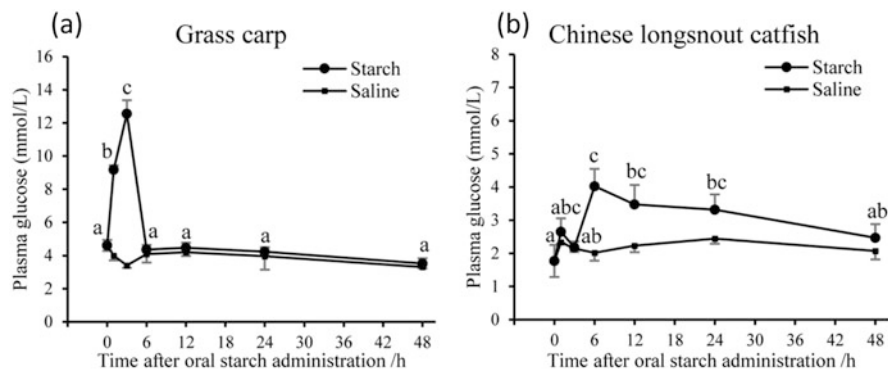 (a)
Grass carp
Plasma glucose (mmol/L)
16
14
12
10
8
6
4
2
0
Starch
Saline
a
b
c
a
a
a
a
0 6 12 18 24 30 36 42 48
Time after oral starch administration /h
(b)
Chinese longsnout catfish
Plasma glucose (mmol/L)
8
7
6
5
4
3
2
1
0
Starch
Saline
a
abc
ab
c
bc
bc
ab
0 6 12 18 24 30 36 42 48
Time after oral starch administration /h